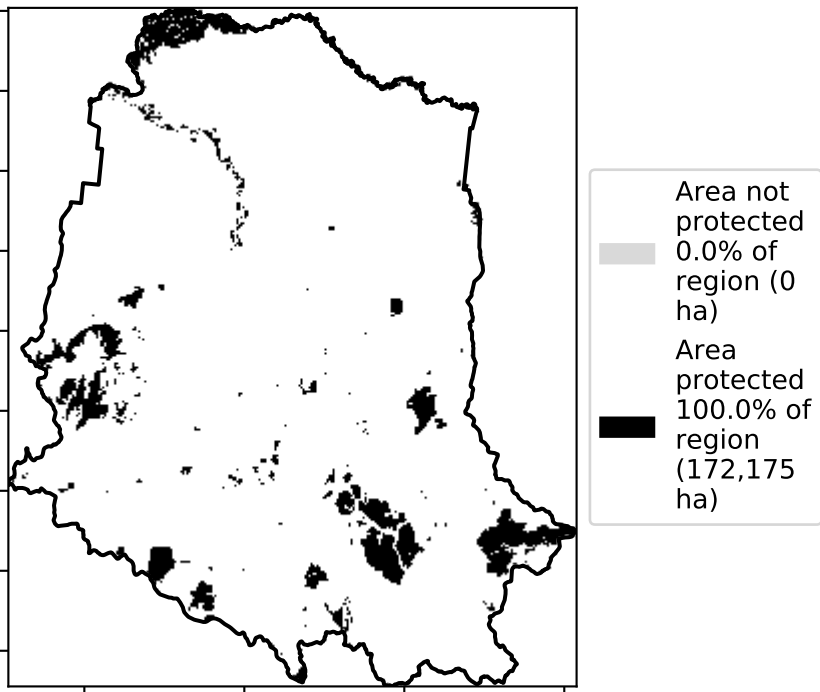 Area not
protected
0.0% of
region (0
ha)
Area
protected
100.0% of
region
(172,175
ha)